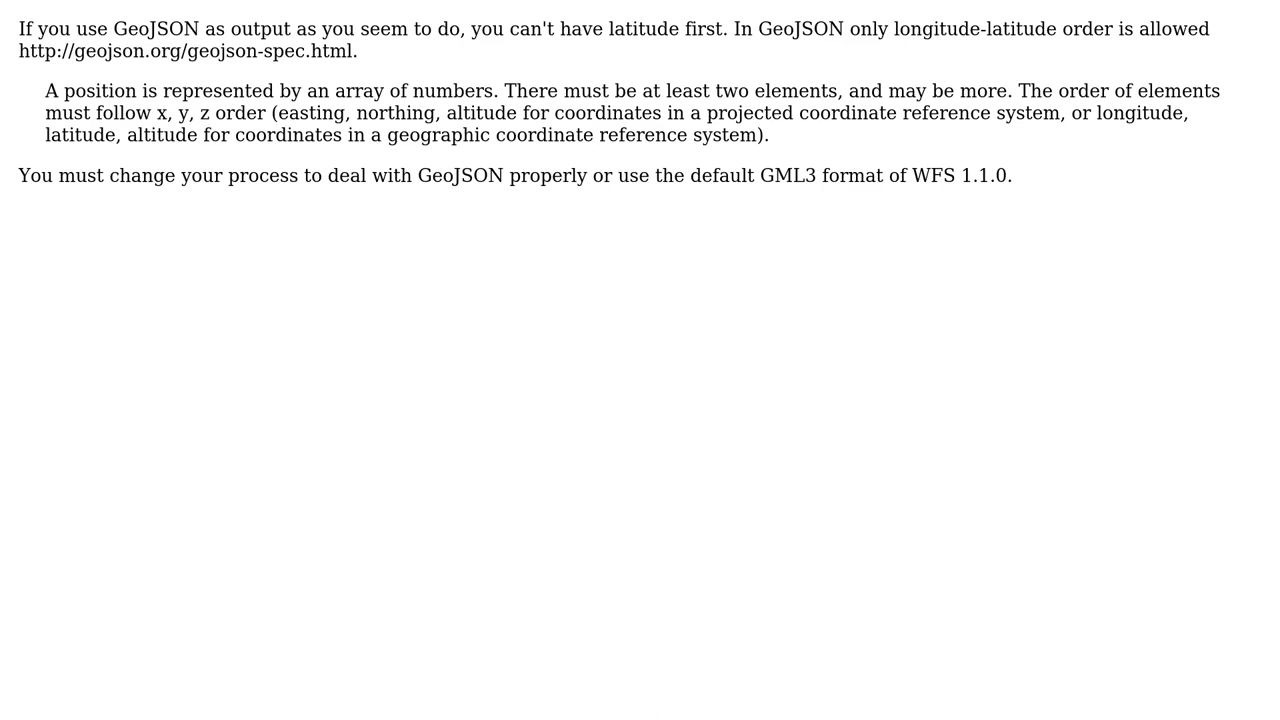 If you use GeoJSON as output as you seem to do, you can't have latitude first. In GeoJSON only longitude-latitude order is allowed
http://geojson.org/geojson-spec.html.
A position is represented by an array of numbers. There must be at least two elements, and may be more. The order of elements
must follow x, y, z order (easting, northing, altitude for coordinates in a projected coordinate reference system, or longitude,
latitude, altitude for coordinates in a geographic coordinate reference system).
You must change your process to deal with GeoJSON properly or use the default GML3 format of WFS 1.1.0.